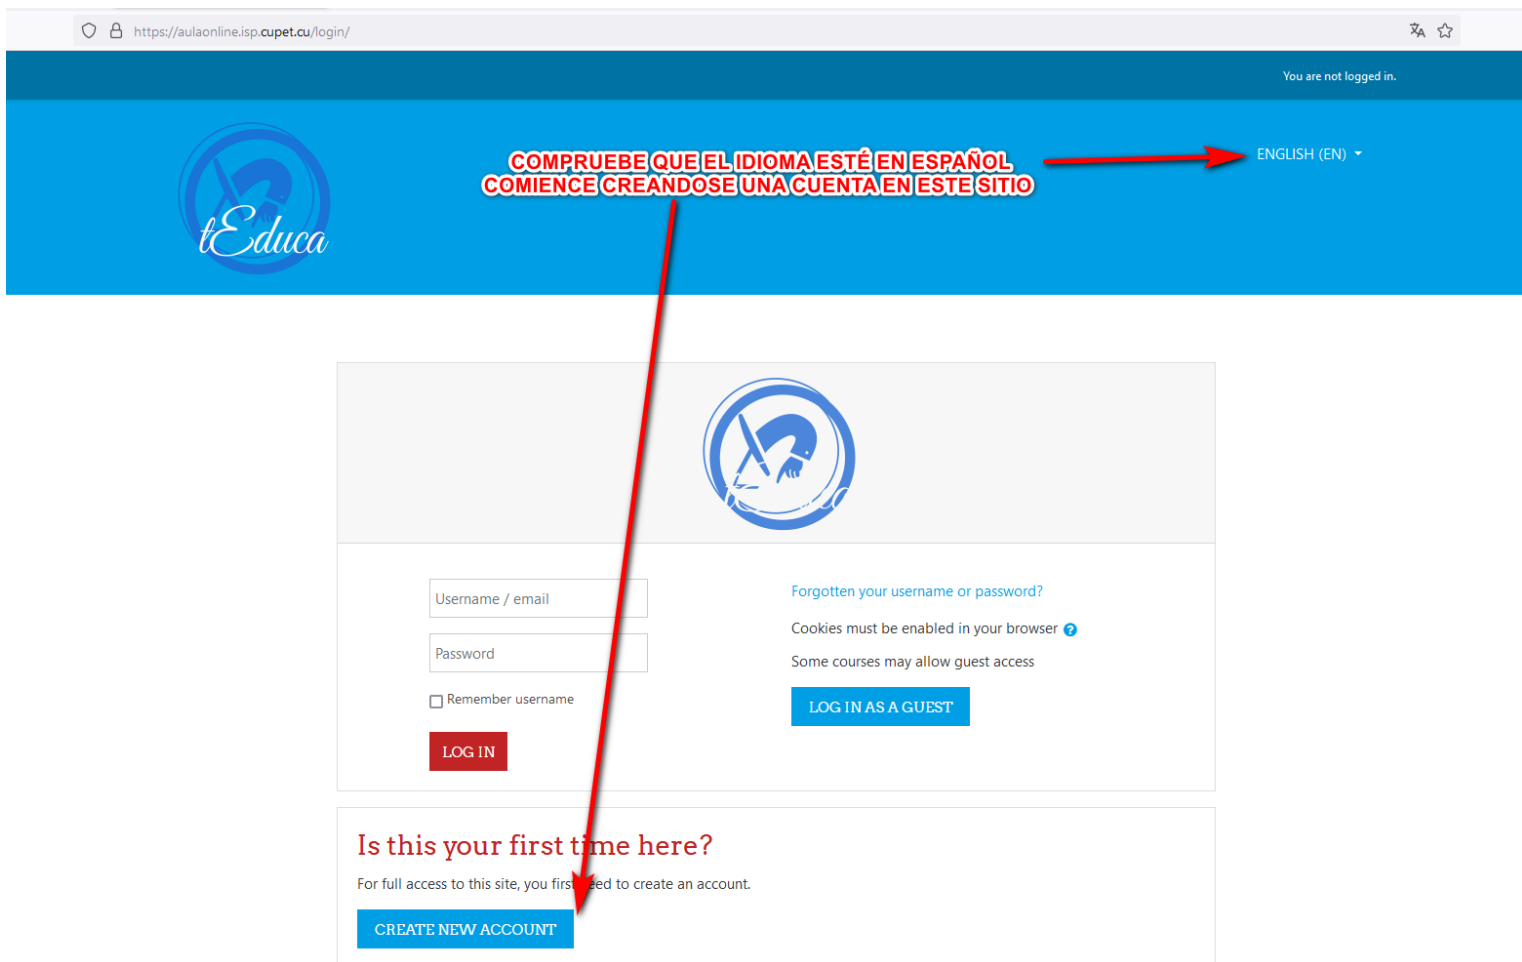 https://aulaonline.isp.cupet.cu/login/
You are not logged in.
COMPRUEBE QUE EL IDIOMA ESTÉ EN ESPAÑOL
COMIENCE CREANDOSE UNA CUENTA EN ESTE SITIO
ENGLISH (EN)
tEduca
Username / email
Password
Remember username
LOG IN
Forgotten your username or password?
Cookies must be enabled in your browser
Some courses may allow guest access
LOG IN AS A GUEST
Is this your first time here?
For full access to this site, you first need to create an account.
CREATE NEW ACCOUNT